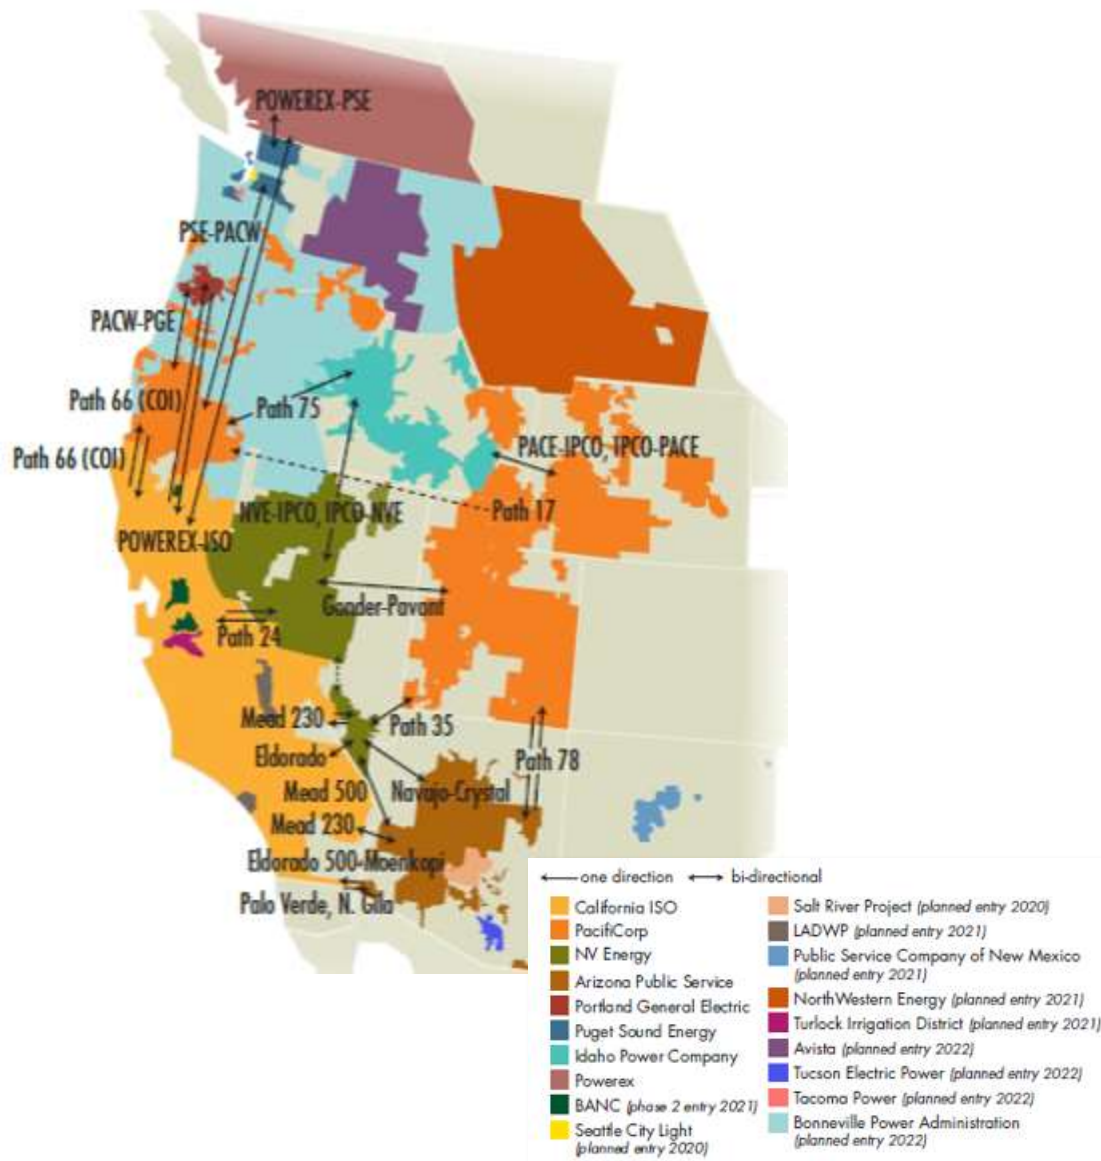 POWEREX-PSE
PSE-PACW
PACW-PGE
Path 66 (COI)
Path 75
Path 66 (COI)
PACE-IPCO, IPCO-PACE
NVE-IPCO, IPCO-NVE
Path 17
POWEREX-ISO
Gonder-Pavant
Path 24
Mead 230
Path 35
Eldorado
Path 78
Mead 500
Navajo-Crystal
Mead 230
Eldorado 500-Moenkopi
Palo Verde, N. Gila
one direction
bi-directional
California ISO
PacifiCorp
NV Energy
Arizona Public Service
Portland General Electric
Puget Sound Energy
Idaho Power Company
Powerex
BANC (phase 2 entry 2021)
Seattle City Light
(planned entry 2020)
Salt River Project (planned entry 2020)
LADWP (planned entry 2021)
Public Service Company of New Mexico
(planned entry 2021)
NorthWestern Energy (planned entry 2021)
Turlock Irrigation District (planned entry 2021)
Avista (planned entry 2022)
Tucson Electric Power (planned entry 2022)
Tacoma Power (planned entry 2022)
Bonneville Power Administration
(planned entry 2022)